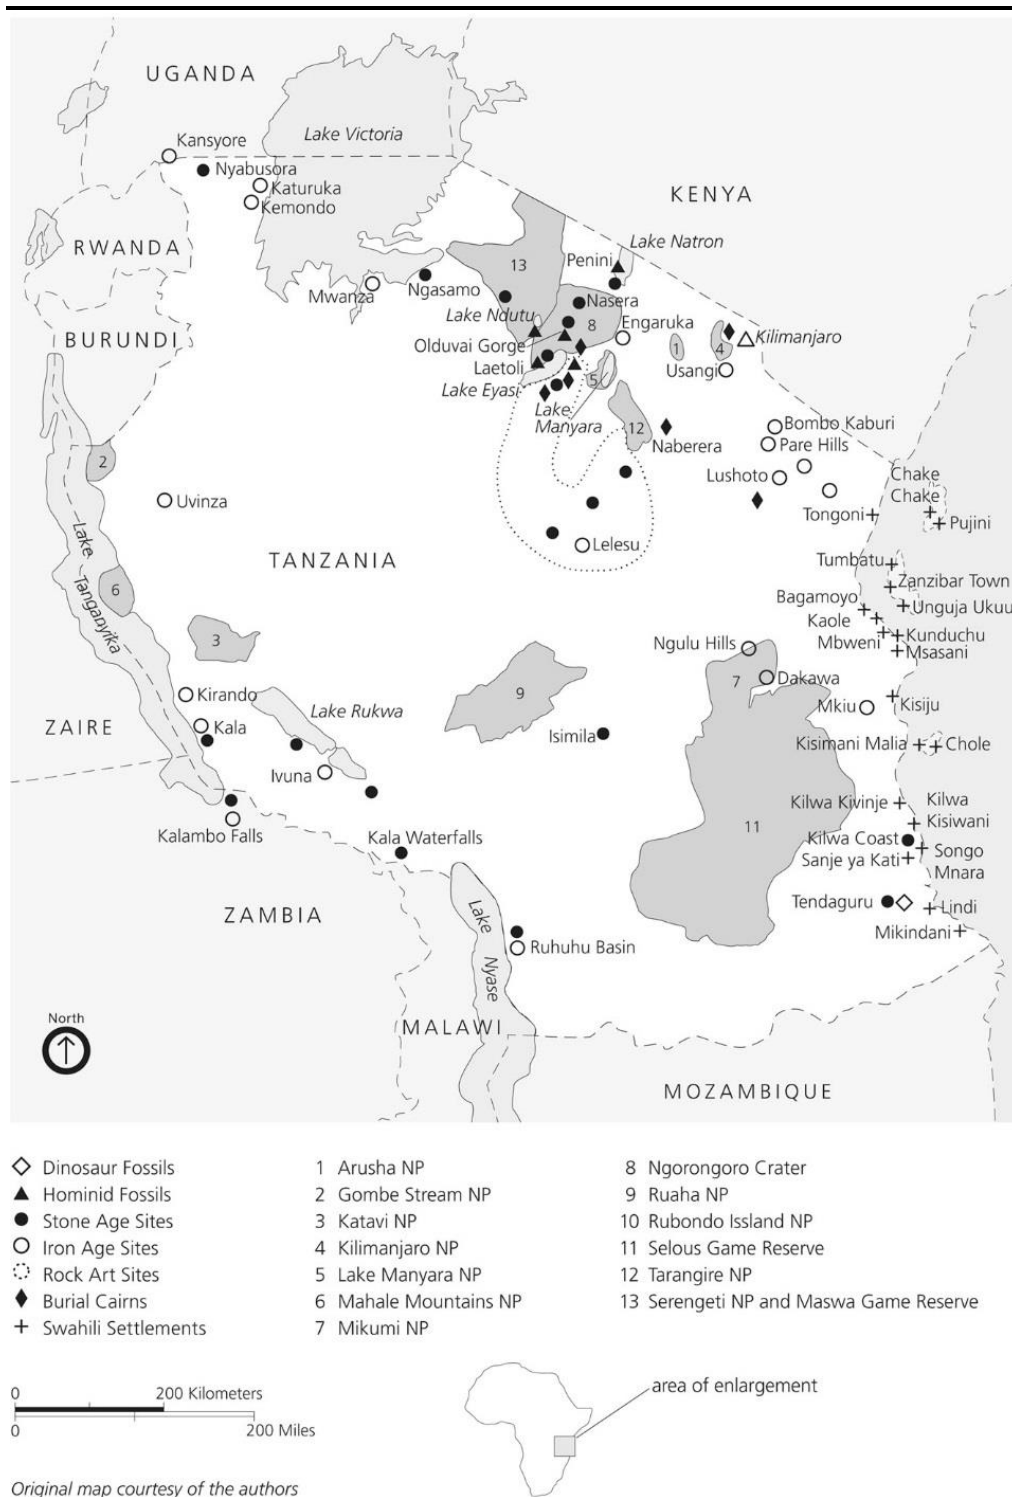 UGANDA
Lake Victoria
Kansyore
Nyabusora
Katuruka
Kemondo
KENYA
RWANDA
Lake Natron
13
Penini
Mwanza
Ngasamo
Nasera
Lake Ndutu
8
Engaruka
BURUNDI
Olduvai Gorge
1
4
Kilimanjaro
Laetoli
Usangi
Lake Eyasi
5
Lake
Manyara
12
Naberera
Bombo Kaburi
Pare Hills
2
Lushoto
Chake
Chake
Uvinza
Tongoni
Pujini
Lake
Tanganyika
Lelesu
TANZANIA
Tumbatu
6
Zanzibar Town
Bagamoyo
Unguja Ukuu
Kaole
3
Ngulu Hills
Mbweni
Kunduchu
Msasani
9
7
Dakawa
Kirando
Lake Rukwa
Mkiu
Kisiju
ZAIRE
Kala
Isimila
Kisimani Malia
Chole
Ivuna
Kilwa Kivinje
Kilwa
Kisiwani
Kalambo Falls
Kala Waterfalls
11
Kilwa Coast
Songo
Mnara
Sanje ya Kati
ZAMBIA
Lake
Nyase
Tendaguru
Lindi
Mikindani
Ruhuhu Basin
North
MALAWI
MOZAMBIQUE
Dinosaur Fossils
Hominid Fossils
Stone Age Sites
Iron Age Sites
Rock Art Sites
Burial Cairns
Swahili Settlements
1 Arusha NP
2 Gombe Stream NP
3 Katavi NP
4 Kilimanjaro NP
5 Lake Manyara NP
6 Mahale Mountains NP
7 Mikumi NP
8 Ngorongoro Crater
9 Ruaha NP
10 Rubondo Issland NP
11 Selous Game Reserve
12 Tarangire NP
13 Serengeti NP and Maswa Game Reserve
0 200 Kilometers
0 200 Miles
area of enlargement
Original map courtesy of the authors